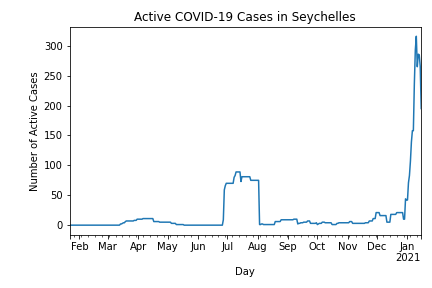 Active COVID-19 Cases in Seychelles
Number of Active Cases
300
250
200
150
100
50
0
Feb Mar Apr May Jun Jul Aug Sep Oct Nov Dec Jan
2021
Day